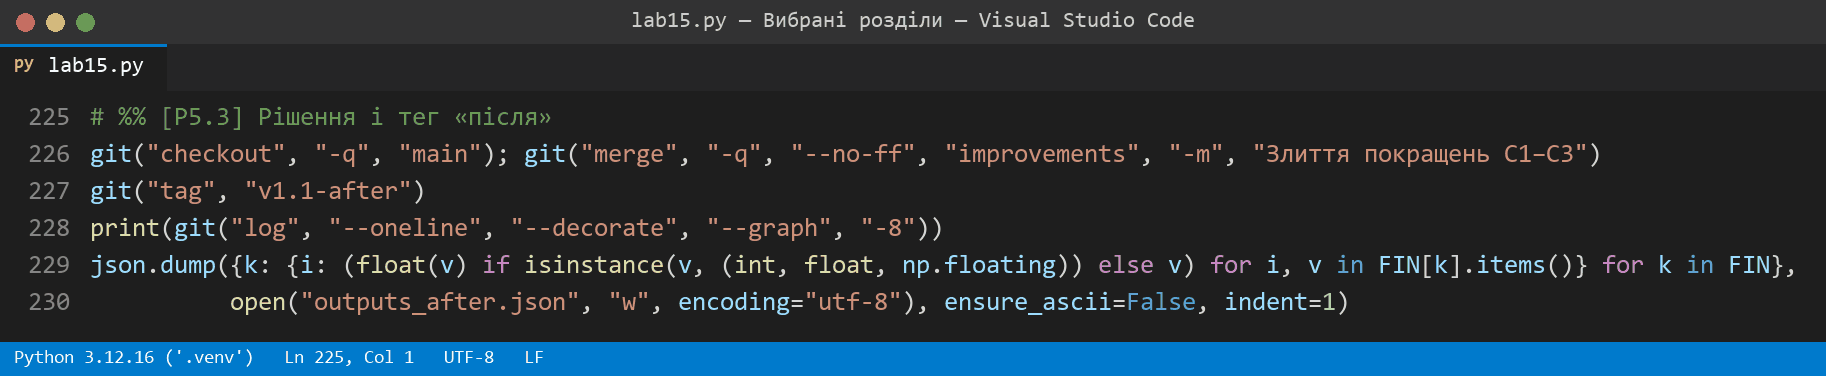 lab15.py — Вибрані розділи — Visual Studio Code
py lab15.py
225 # %% [P5.3] Рішення і тег «після»
226 git("checkout", "-q", "main"); git("merge", "-q", "--no-ff", "improvements", "-m", "Злиття покращень C1–C3")
227 git("tag", "v1.1-after")
228 print(git("log", "--oneline", "--decorate", "--graph", "-8"))
229 json.dump({k: {i: (float(v) if isinstance(v, (int, float, np.floating)) else v) for i, v in FIN[k].items()} for k in FIN},
230           open("outputs_after.json", "w", encoding="utf-8"), ensure_ascii=False, indent=1)
Python 3.12.16 ('.venv') Ln 225, Col 1 UTF-8 LF